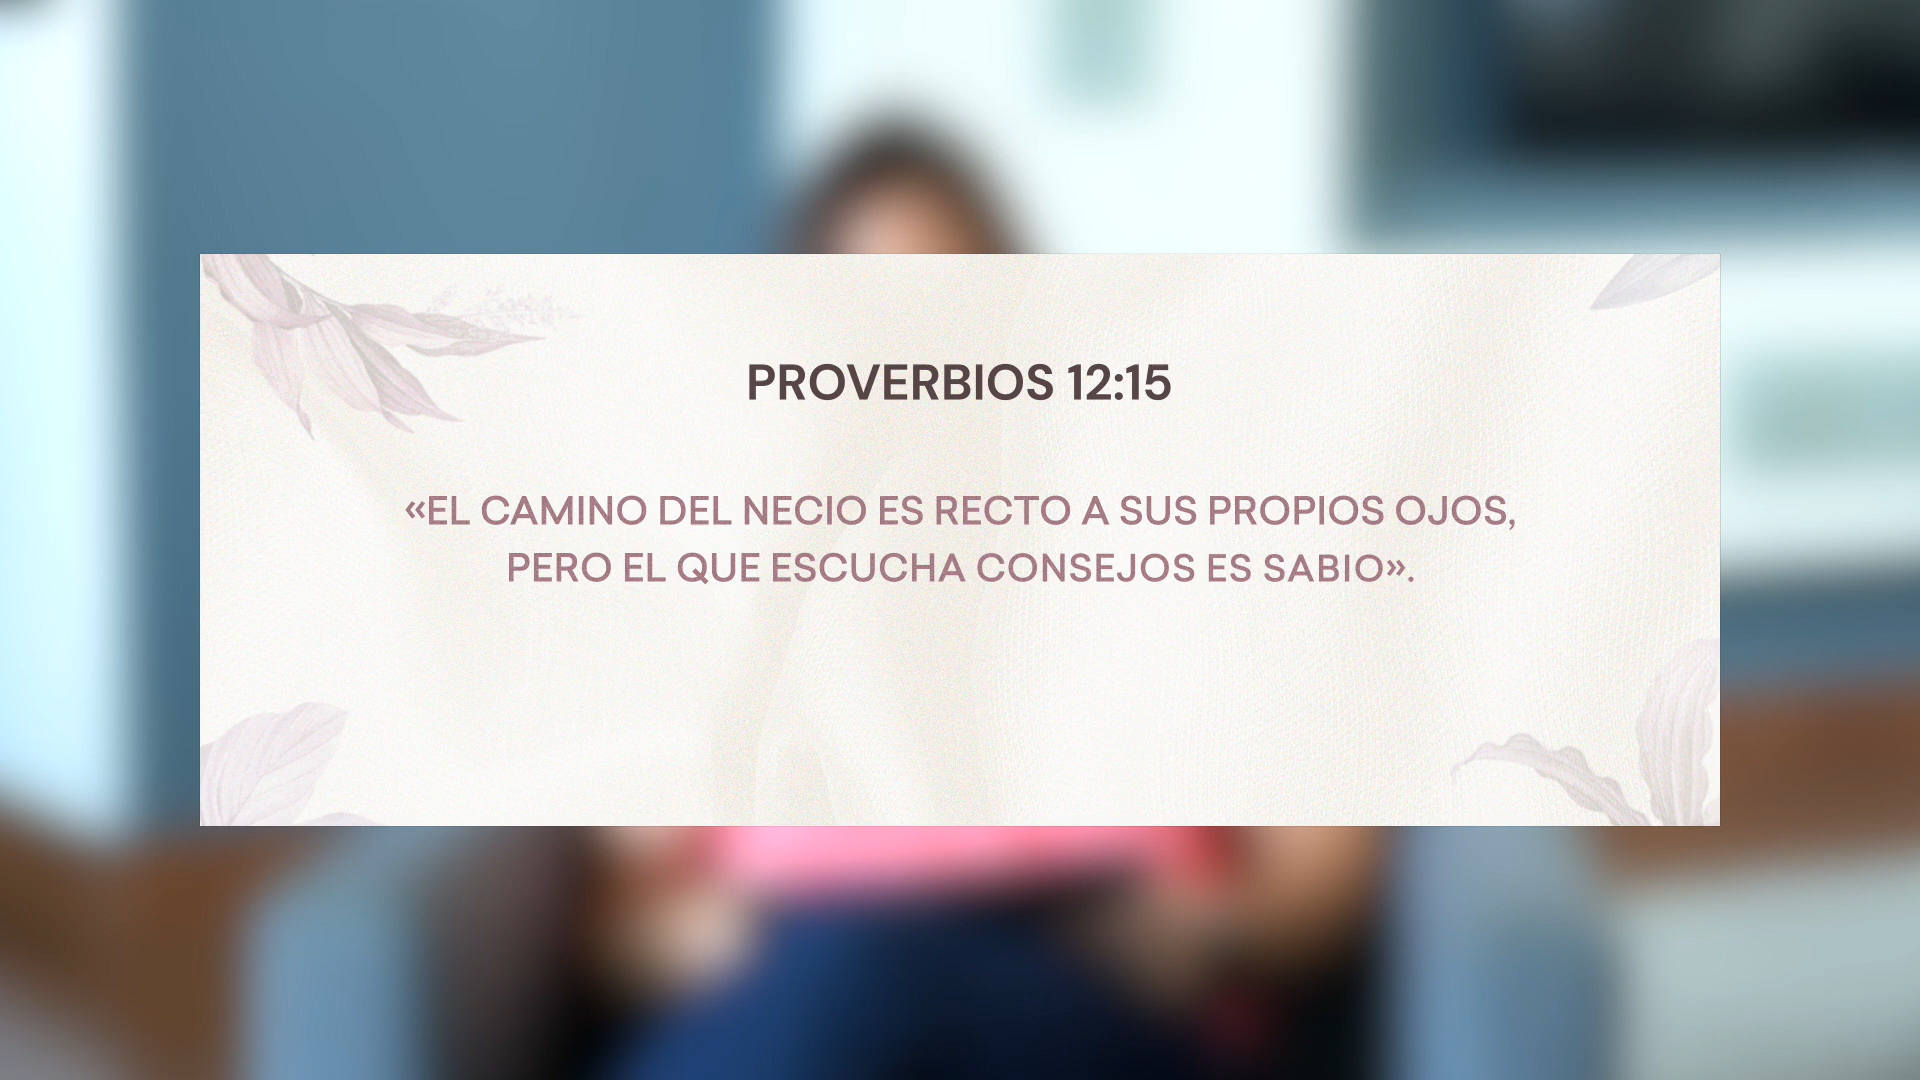 PROVERBIOS 12:15
«EL CAMINO DEL NECIO ES RECTO A SUS PROPIOS OJOS,
PERO EL QUE ESCUCHA CONSEJOS ES SABIO».